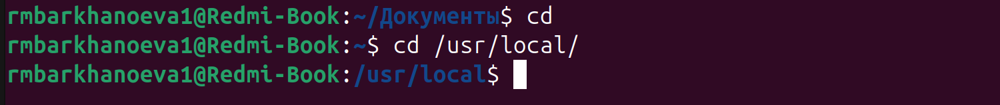 rmbarkhanoeva1@Redmi-Book:~/Документы$ cd
rmbarkhanoeva1@Redmi-Book:~$ cd /usr/local/
rmbarkhanoeva1@Redmi-Book:/usr/local$